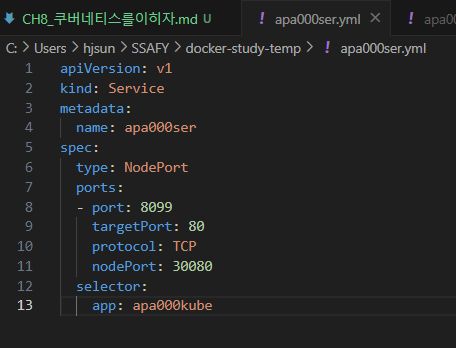 CH8_쿠버네티스를이히자.md U
! apa000ser.yml
! apa00
C: > Users > hjsun > SSAFY > docker-study-temp > ! apa000ser.yml
1 apiVersion: v1
2 kind: Service
3 metadata:
4   name: apa000ser
5 spec:
6   type: NodePort
7   ports:
8   - port: 8099
9     targetPort: 80
10     protocol: TCP
11     nodePort: 30080
12   selector:
13     app: apa000kube